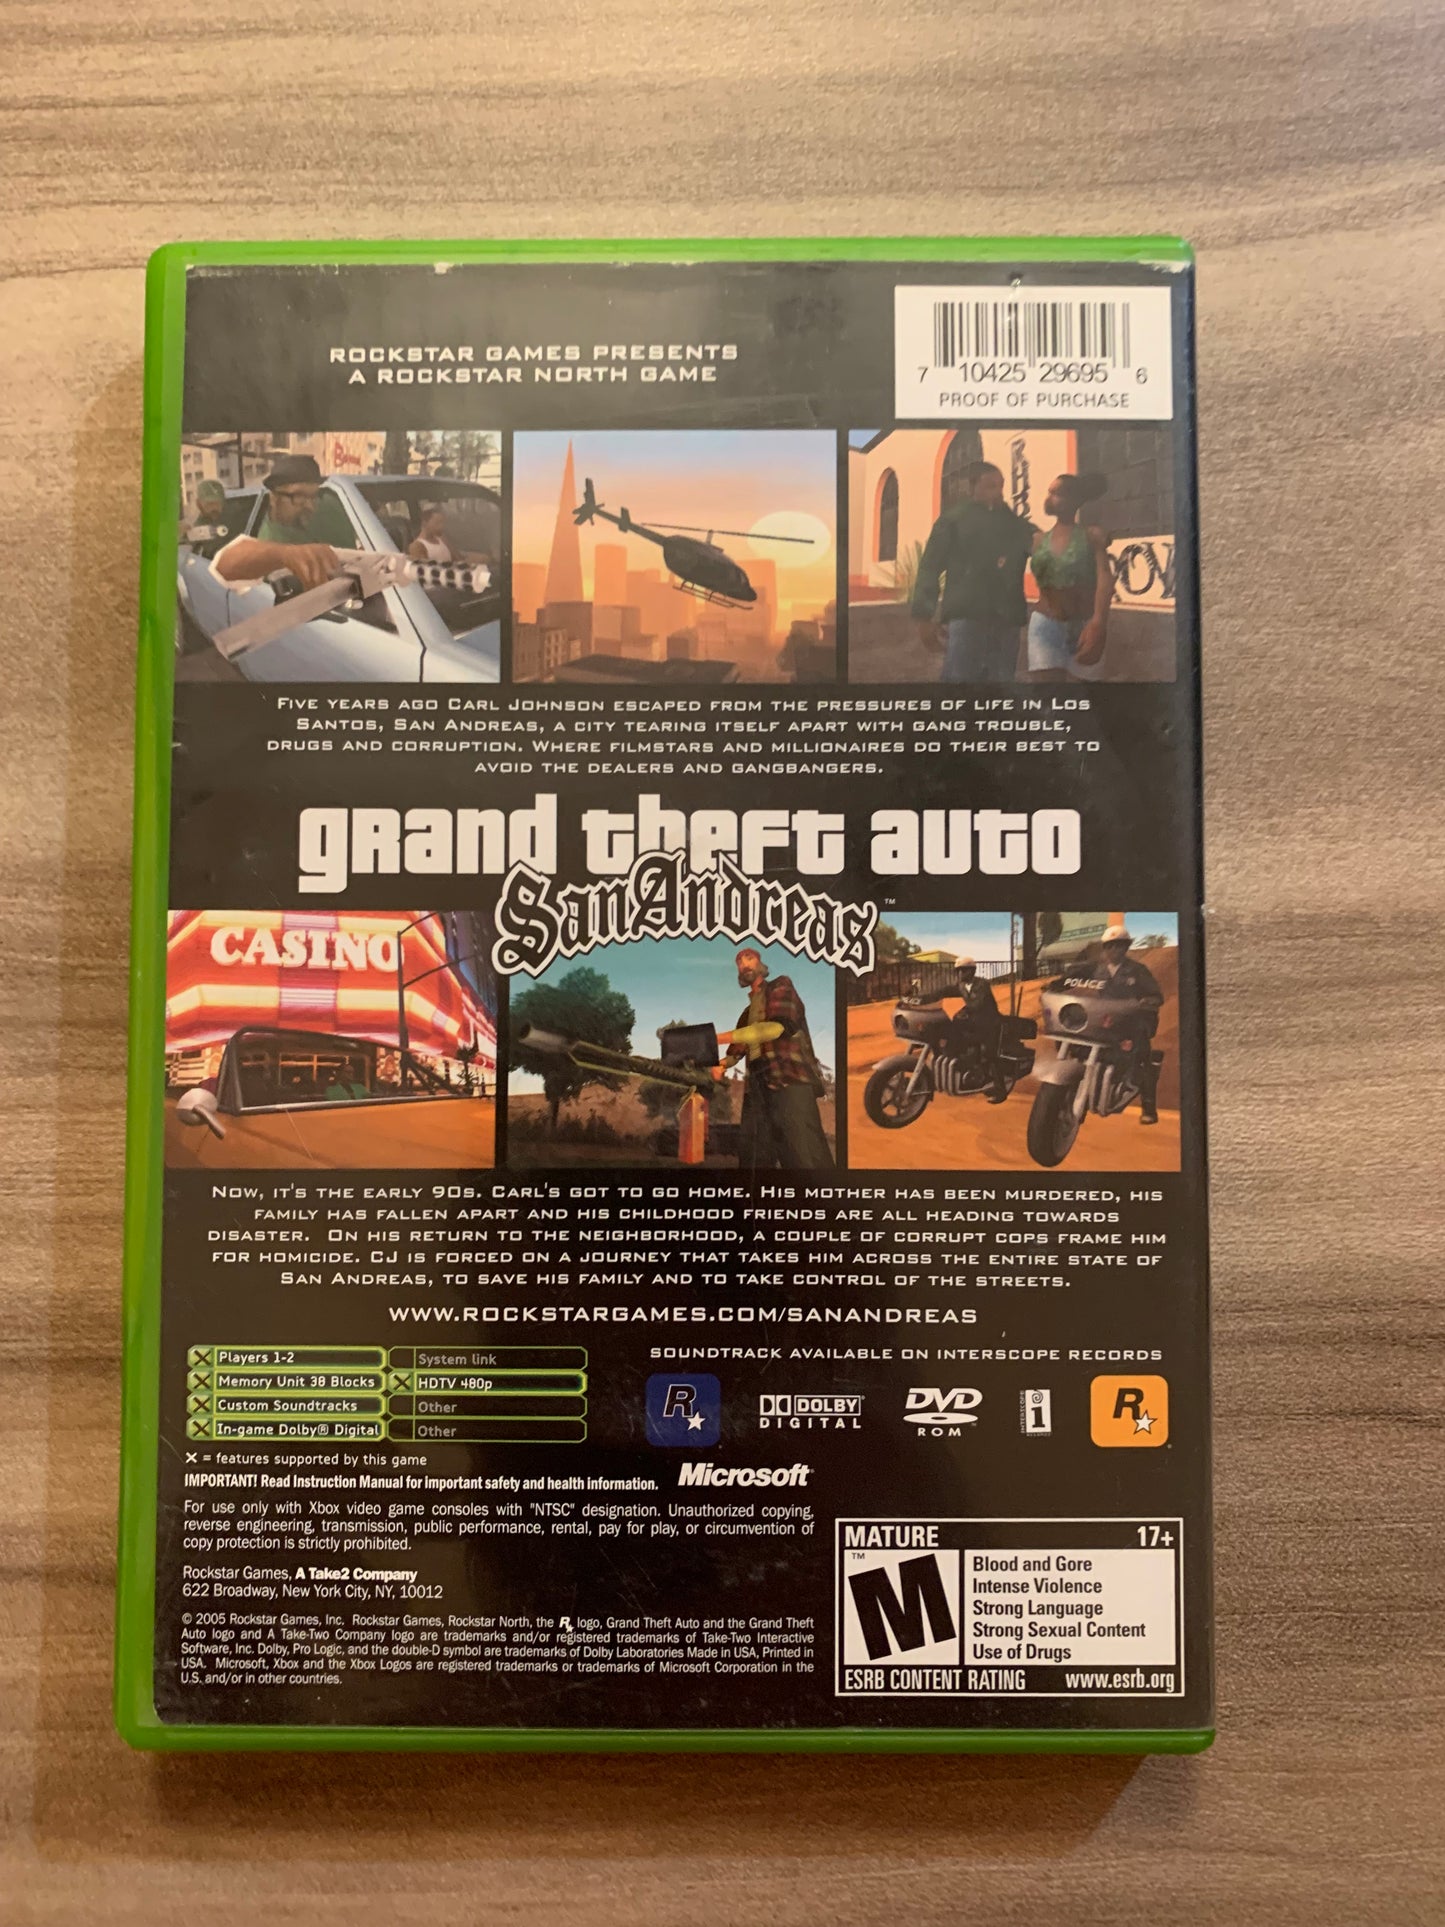 ROCKSTAR GAMES PRESENTS
A ROCKSTAR NORTH GAME
7 10425 29695 6
PROOF OF PURCHASE
FIVE YEARS AGO CARL JOHNSON ESCAPED FROM THE PRESSURES OF LIFE IN LOS
SANTOS, SAN ANDREAS, A CITY TEARING ITSELF APART WITH GANG TROUBLE,
DRUGS AND CORRUPTION. WHERE FILMSTARS AND MILLIONAIRES DO THEIR BEST TO
AVOID THE DEALERS AND GANGBANGERS.
grand theft auto
San Andreas™
CASINO
POLICE
NOW, IT'S THE EARLY 90S. CARL'S GOT TO GO HOME. HIS MOTHER HAS BEEN MURDERED, HIS
FAMILY HAS FALLEN APART AND HIS CHILDHOOD FRIENDS ARE ALL HEADING TOWARDS
DISASTER. ON HIS RETURN TO THE NEIGHBORHOOD, A COUPLE OF CORRUPT COPS FRAME HIM
FOR HOMICIDE. CJ IS FORCED ON A JOURNEY THAT TAKES HIM ACROSS THE ENTIRE STATE OF
SAN ANDREAS, TO SAVE HIS FAMILY AND TO TAKE CONTROL OF THE STREETS.
WWW.ROCKSTARGAMES.COM/SANANDREAS
SOUNDTRACK AVAILABLE ON INTERSCOPE RECORDS
X Players 1-2
System link
X Memory Unit 38 Blocks
X HDTV 480p
X Custom Soundtracks
Other
X In-game Dolby® Digital
Other
X = features supported by this game
R
DOLBY
DIGITAL
DVD
ROM
INTERSCOPE
RECORDS
i
R
IMPORTANT! Read Instruction Manual for important safety and health information.
Microsoft
For use only with Xbox video game consoles with "NTSC" designation. Unauthorized copying,
reverse engineering, transmission, public performance, rental, pay for play, or circumvention of
copy protection is strictly prohibited.
Rockstar Games, A Take2 Company
622 Broadway, New York City, NY, 10012
© 2005 Rockstar Games, Inc. Rockstar Games, Rockstar North, the R logo, Grand Theft Auto and the Grand Theft
Auto logo and A Take-Two Company logo are trademarks and/or registered trademarks of Take-Two Interactive
Software, Inc. Dolby, Pro Logic, and the double-D symbol are trademarks of Dolby Laboratories Made in USA, Printed in
USA. Microsoft, Xbox and the Xbox Logos are registered trademarks or trademarks of Microsoft Corporation in the
U.S. and/or in other countries.
MATURE 17+
M™
Blood and Gore
Intense Violence
Strong Language
Strong Sexual Content
Use of Drugs
ESRB CONTENT RATING www.esrb.org